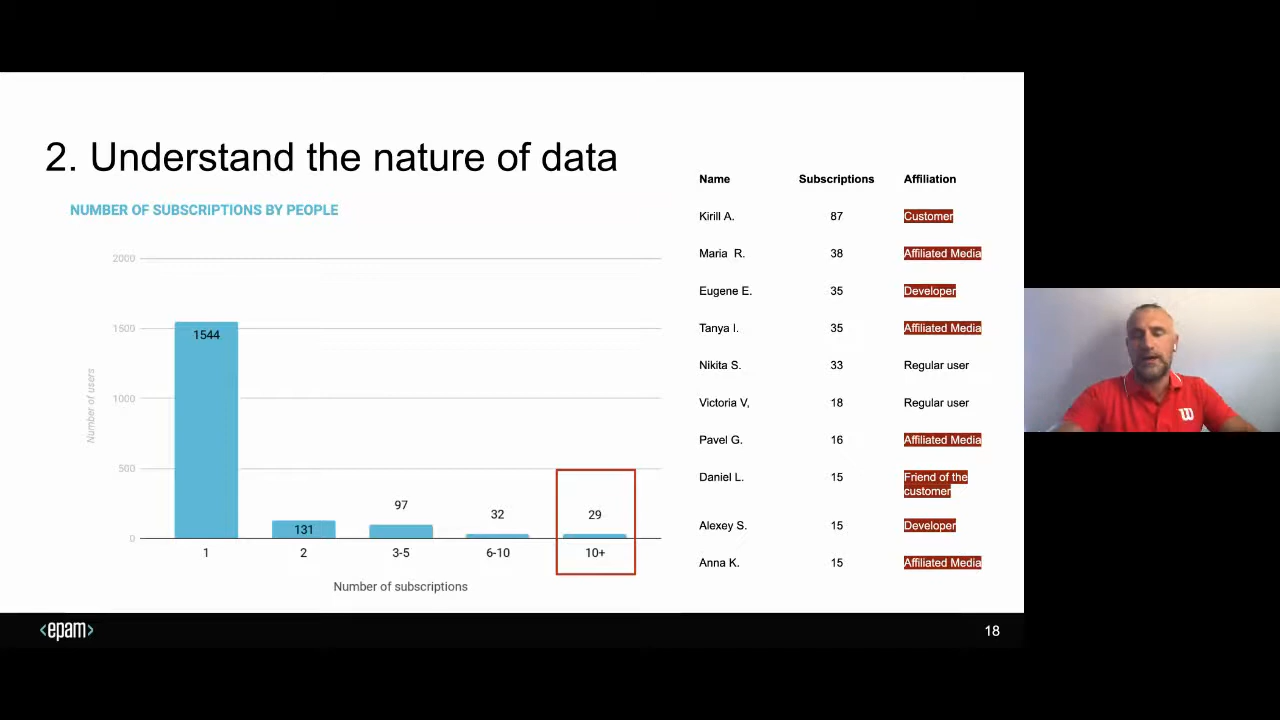 2. Understand the nature of data
NUMBER OF SUBSCRIPTIONS BY PEOPLE
Number of users
2000
1500
1000
500
0
1544
131
97
32
29
1 2 3-5 6-10 10+
Number of subscriptions
Name Subscriptions Affiliation
Kirill A. 87 Customer
Maria R. 38 Affiliated Media
Eugene E. 35 Developer
Tanya I. 35 Affiliated Media
Nikita S. 33 Regular user
Victoria V, 18 Regular user
Pavel G. 16 Affiliated Media
Daniel L. 15 Friend of the
customer
Alexey S. 15 Developer
Anna K. 15 Affiliated Media
<epam>
18
W